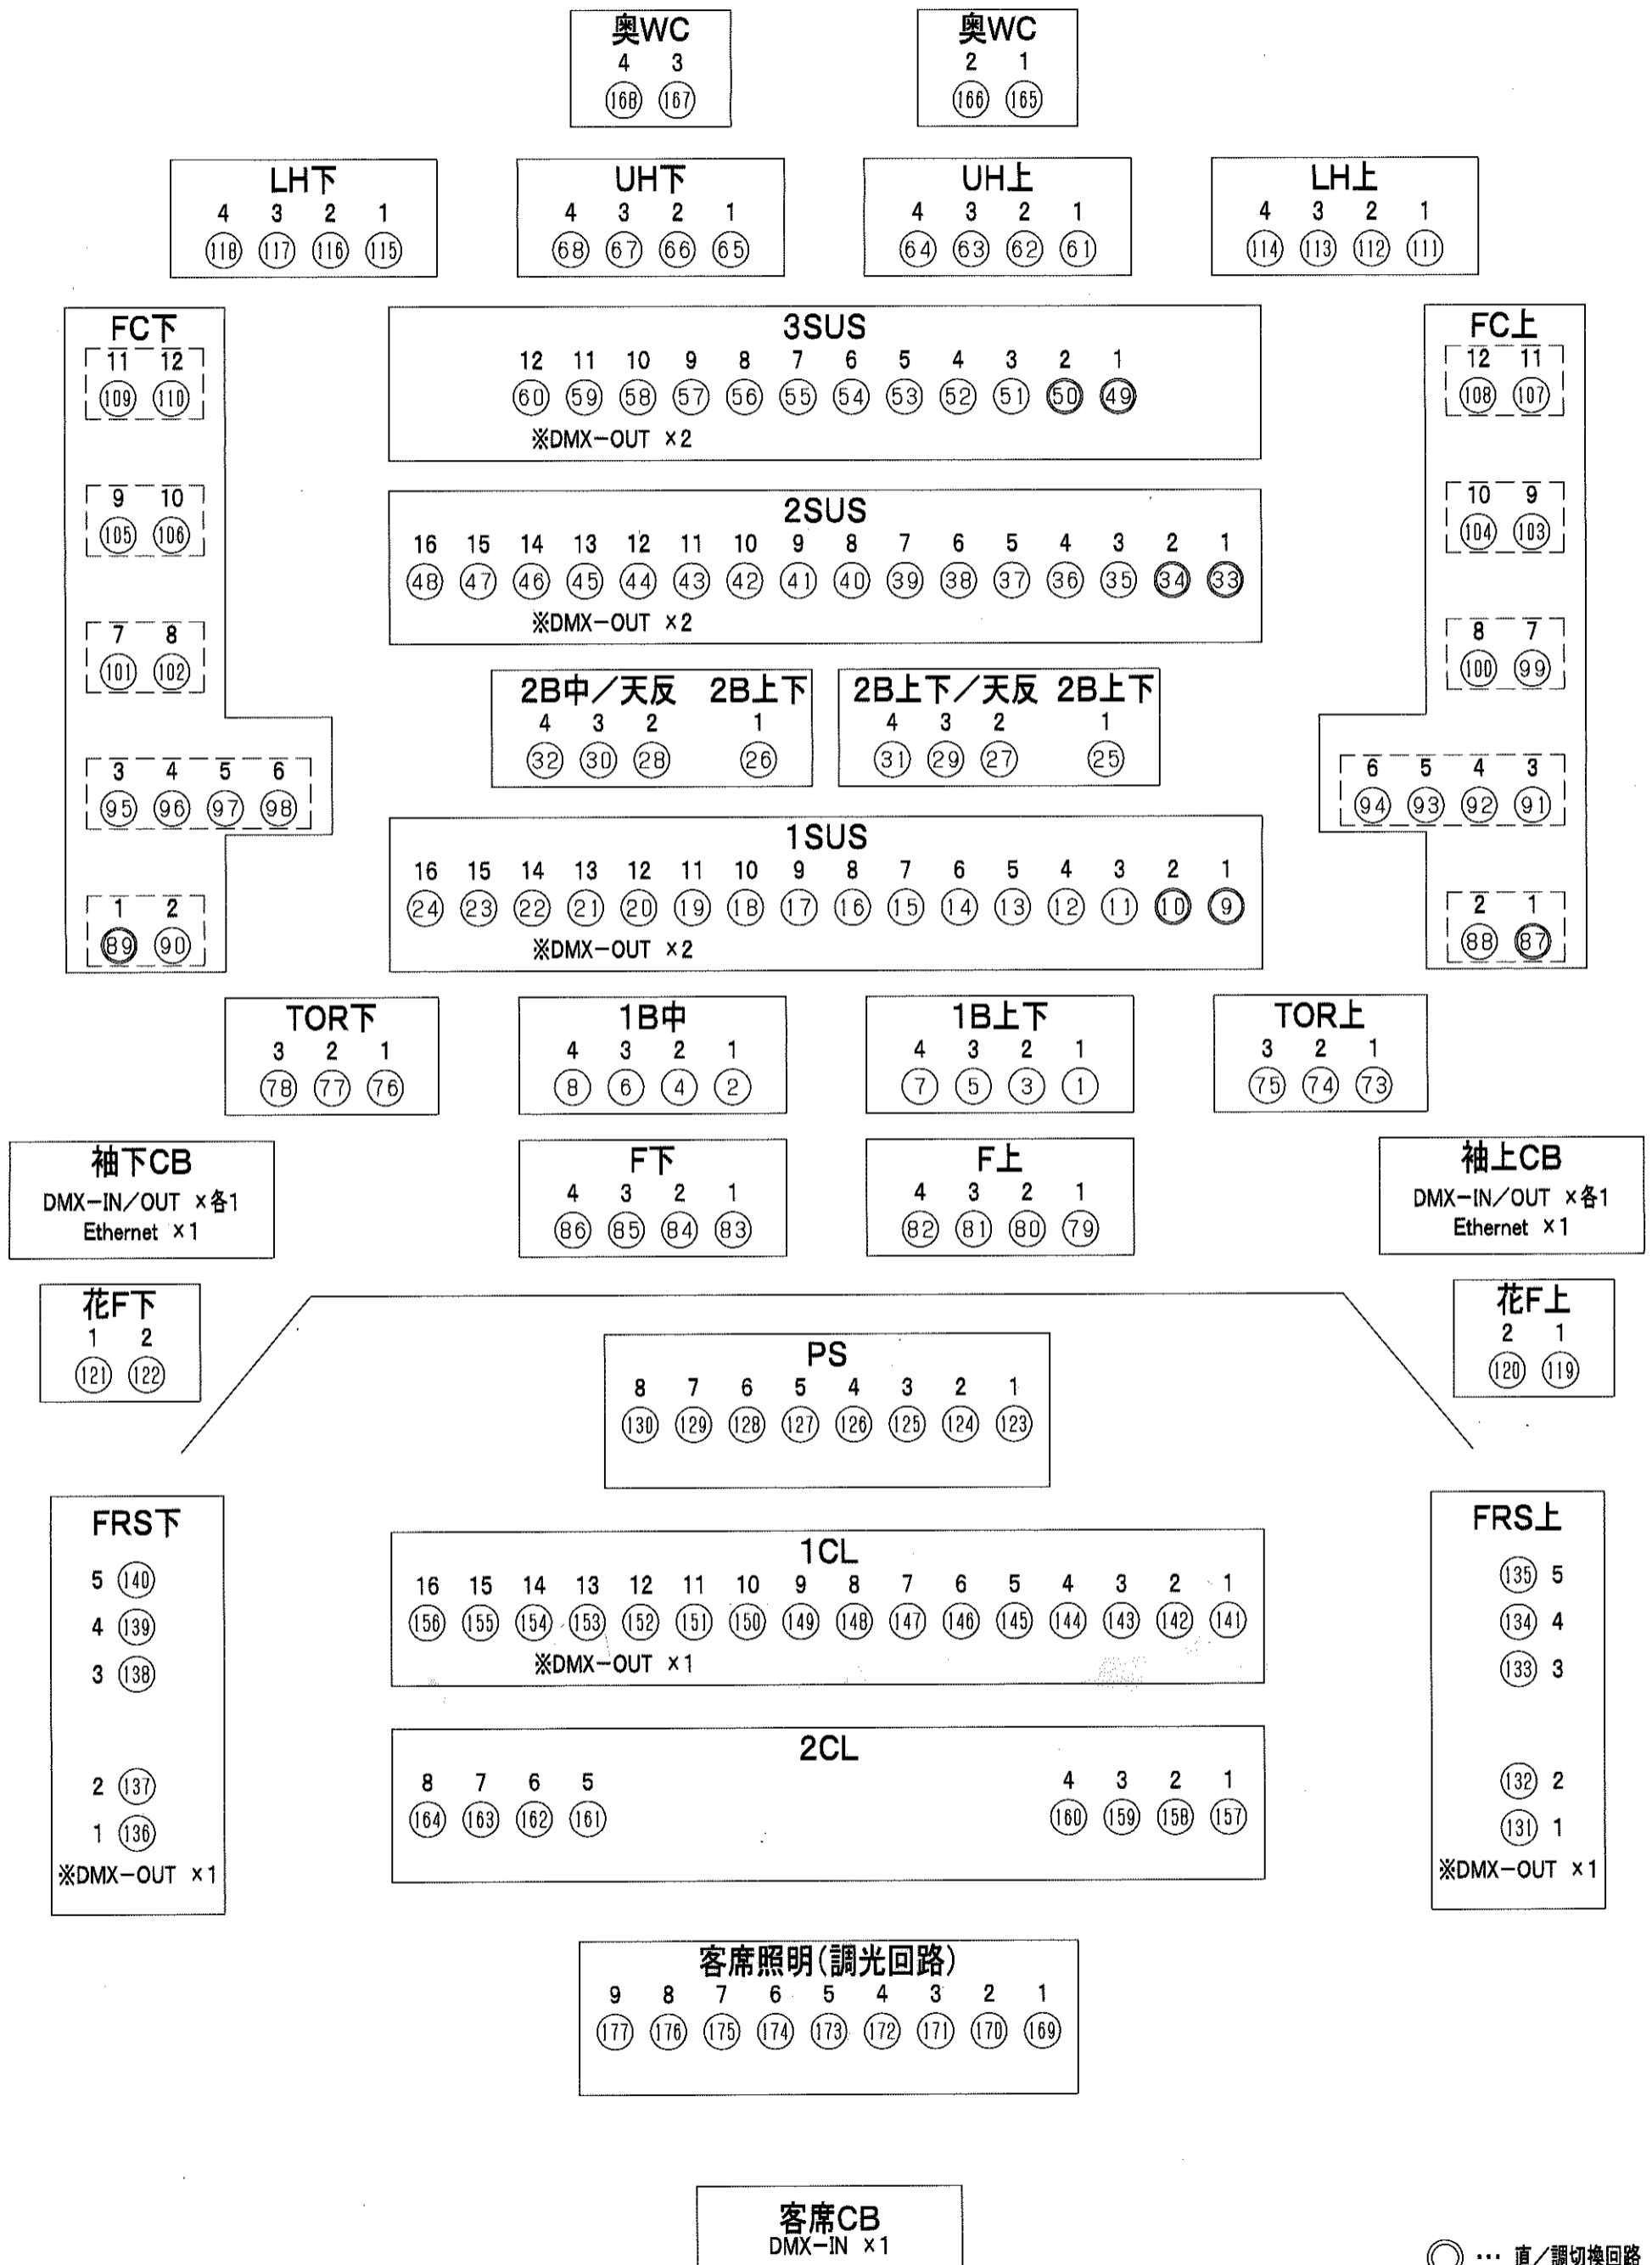 奥WC
4 3
168 167
奥WC
2 1
166 165
LH下
4 3 2 1
118 117 116 115
UH下
4 3 2 1
68 67 66 65
UH上
4 3 2 1
64 63 62 61
LH上
4 3 2 1
114 113 112 111
FC下
11 12
109 110
9 10
105 106
7 8
101 102
3 4 5 6
95 96 97 98
1 2
89 90
3SUS
12 11 10 9 8 7 6 5 4 3 2 1
60 59 58 57 56 55 54 53 52 51 50 49
※DMX-OUT ×2
2SUS
16 15 14 13 12 11 10 9 8 7 6 5 4 3 2 1
48 47 46 45 44 43 42 41 40 39 38 37 36 35 34 33
※DMX-OUT ×2
2B中/天反 2B上下
4 3 2 1
32 30 28 26
2B上下/天反 2B上下
4 3 2 1
31 29 27 25
1SUS
16 15 14 13 12 11 10 9 8 7 6 5 4 3 2 1
24 23 22 21 20 19 18 17 16 15 14 13 12 11 10 9
※DMX-OUT ×2
FC上
12 11
108 107
10 9
104 103
8 7
100 99
6 5 4 3
94 93 92 91
2 1
88 87
TOR下
3 2 1
78 77 76
1B中
4 3 2 1
8 6 4 2
1B上下
4 3 2 1
7 5 3 1
TOR上
3 2 1
75 74 73
袖下CB
DMX-IN/OUT ×各1
Ethernet ×1
F下
4 3 2 1
86 85 84 83
F上
4 3 2 1
82 81 80 79
袖上CB
DMX-IN/OUT ×各1
Ethernet ×1
花F下
1 2
121 122
PS
8 7 6 5 4 3 2 1
130 129 128 127 126 125 124 123
花F上
2 1
120 119
FRS下
5 140
4 139
3 138
2 137
1 136
※DMX-OUT ×1
1CL
16 15 14 13 12 11 10 9 8 7 6 5 4 3 2 1
156 155 154 153 152 151 150 149 148 147 146 145 144 143 142 141
※DMX-OUT ×1
2CL
8 7 6 5 4 3 2 1
164 163 162 161 160 159 158 157
FRS上
135 5
134 4
133 3
132 2
131 1
※DMX-OUT ×1
客席照明(調光回路)
9 8 7 6 5 4 3 2 1
177 176 175 174 173 172 171 170 169
客席CB
DMX-IN ×1
◎ … 直/調切換回路